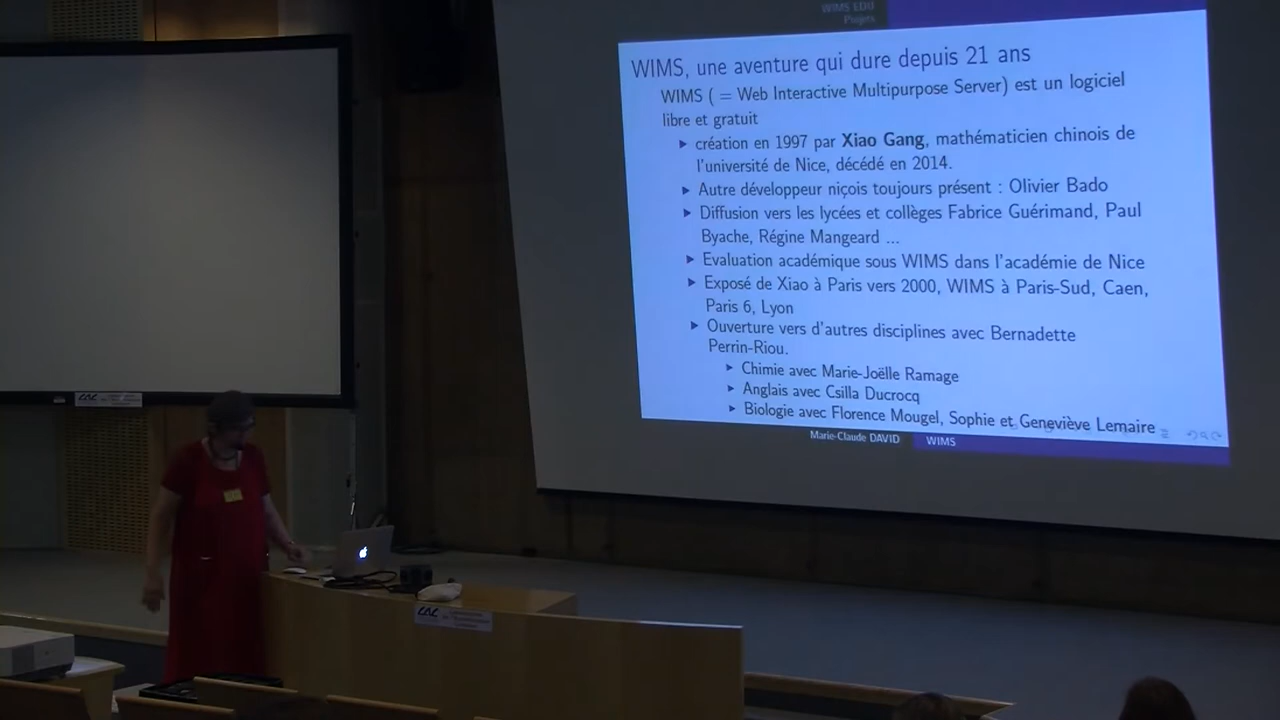 WIMS EDU
Projets
WIMS, une aventure qui dure depuis 21 ans
WIMS ( = Web Interactive Multipurpose Server) est un logiciel
libre et gratuit
création en 1997 par Xiao Gang, mathématicien chinois de
l'université de Nice, décédé en 2014.
Autre développeur niçois toujours présent : Olivier Bado
Diffusion vers les lycées et collèges Fabrice Guérimand, Paul
Byache, Régine Mangeard ...
Evaluation académique sous WIMS dans l'académie de Nice
Exposé de Xiao à Paris vers 2000, WIMS à Paris-Sud, Caen,
Paris 6, Lyon
Ouverture vers d'autres disciplines avec Bernadette
Perrin-Riou.
Chimie avec Marie-Joëlle Ramage
Anglais avec Csilla Ducrocq
Biologie avec Florence Mougel, Sophie et Geneviève Lemaire
Marie-Claude DAVID WIMS